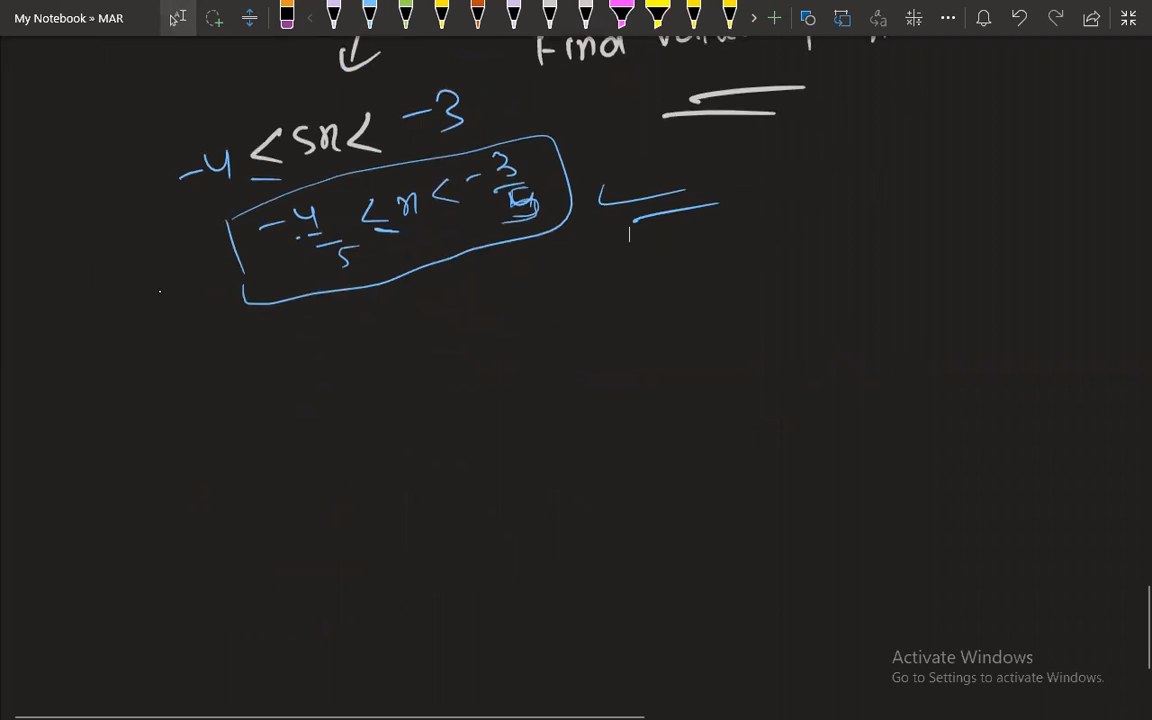 My Notebook » MAR
Find
-4 ≤ 5x < -3
-4/5 ≤ x < -3/5
Activate Windows
Go to Settings to activate Windows.